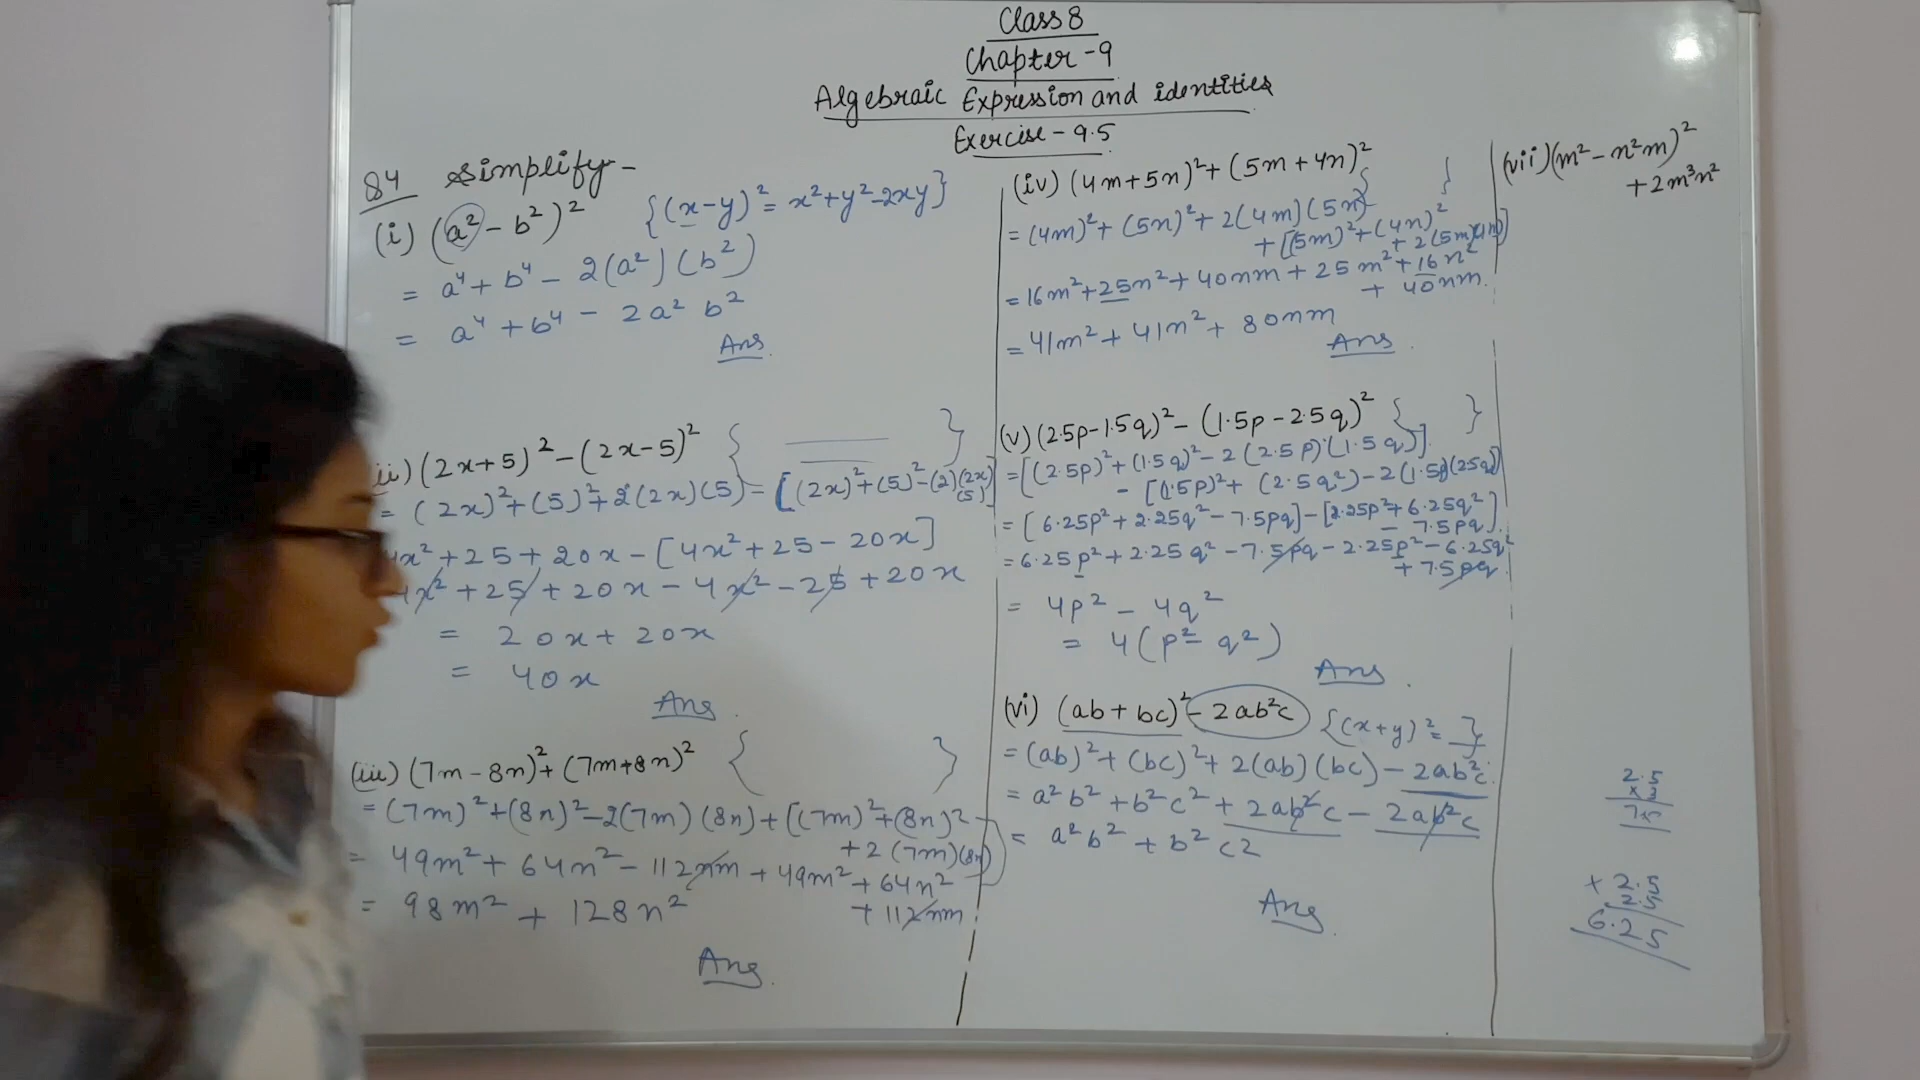 Class 8
Chapter - 9
Algebraic Expression and identities
Exercise - 9.5
84 Simplify -
(i) (a² - b²)² {(x-y)² = x²+y²-2xy}
= a⁴ + b⁴ - 2(a²)(b²)
= a⁴ + b⁴ - 2a² b²
Ans.
ii) (2x+5)² - (2x-5)² { }
= (2x)²+(5)²+2(2x)(5) = [(2x)²+(5)²-(2)(2x)(5)]
4x² + 25 + 20x - [4x² + 25 - 20x]
4x² + 25 + 20x - 4x² - 25 + 20x
= 20x + 20x
= 40x
Ans.
(iii) (7m - 8n)² + (7m+8n)² { }
= (7m)²+(8n)²-2(7m)(8n)+[(7m)²+(8n)²
+ 2(7m)(8n)
= 49m² + 64n² - 112nm + 49m² + 64n²
+ 112nm
= 98m² + 128n²
Ans.
(iv) (4m+5n)² + (5m+4n)² { }
= (4m)² + (5n)² + 2(4m)(5n)
+ [(5m)²+(4n)²
+ 2(5m)(4n)]
= 16m²+25n²+40nm+25m²+16n²
+ 40nm.
= 41m² + 41n² + 80nm
Ans.
(v) (2.5p-1.5q)² - (1.5p-2.5q)² { }
= [(2.5p)²+(1.5q)²-2(2.5p)(1.5q)].
- [(1.5p)²+(2.5q²)-2(1.5p)(2.5q)]
= [6.25p²+2.25q²-7.5pq]-[2.25p²+6.25q²
- 7.5pq].
= 6.25p²+2.25q²-7.5pq-2.25p²-6.25q²
+ 7.5pq.
= 4p² - 4q²
= 4(p² - q²)
Ans.
(vi) (ab + bc)² - 2ab²c {(x+y)² = }
= (ab)² + (bc)² + 2(ab)(bc) - 2ab²c.
= a²b² + b²c² + 2ab²c - 2ab²c
= a²b² + b²c2
Ans.
(vii) (m² - n²m)²
+ 2m³n²
2.5
× 3
75
× 2.5
2.5
6.25